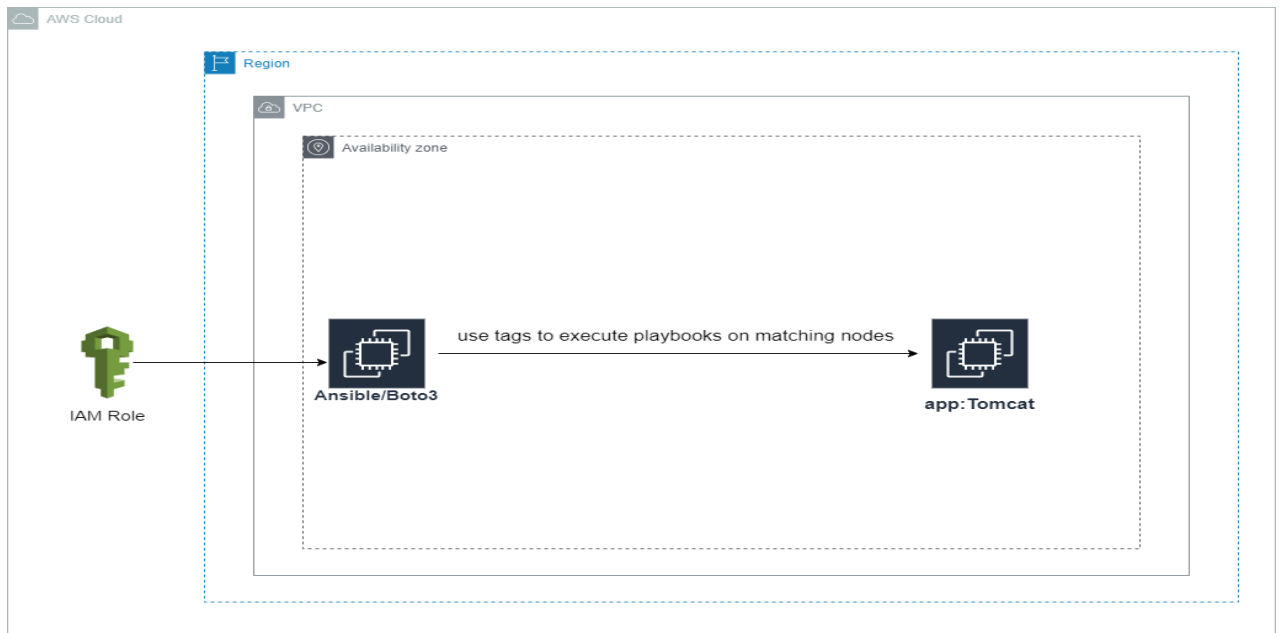 AWS Cloud
Region
VPC
Availability zone
use tags to execute playbooks on matching nodes
Ansible/Boto3
app:Tomcat
IAM Role